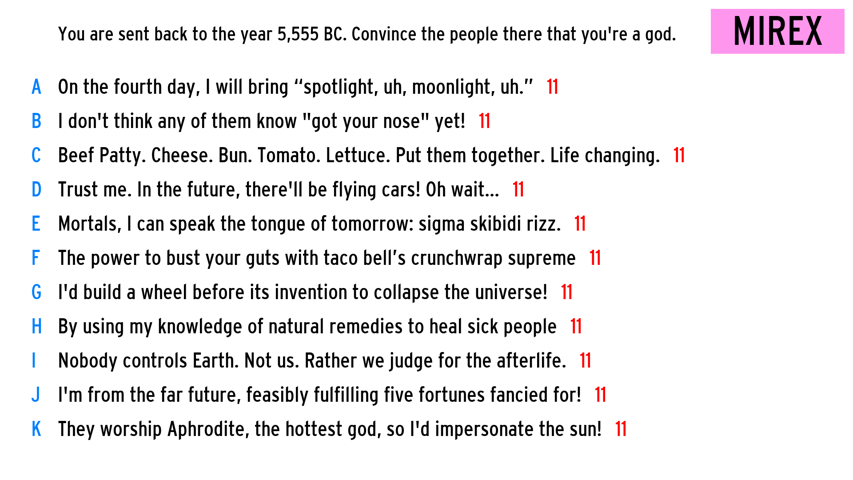 You are sent back to the year 5,555 BC. Convince the people there that you're a god.
MIREX
A On the fourth day, I will bring “spotlight, uh, moonlight, uh.” 11
B I don't think any of them know "got your nose" yet! 11
C Beef Patty. Cheese. Bun. Tomato. Lettuce. Put them together. Life changing. 11
D Trust me. In the future, there'll be flying cars! Oh wait... 11
E Mortals, I can speak the tongue of tomorrow: sigma skibidi rizz. 11
F The power to bust your guts with taco bell’s crunchwrap supreme 11
G I'd build a wheel before its invention to collapse the universe! 11
H By using my knowledge of natural remedies to heal sick people 11
I Nobody controls Earth. Not us. Rather we judge for the afterlife. 11
J I'm from the far future, feasibly fulfilling five fortunes fancied for! 11
K They worship Aphrodite, the hottest god, so I'd impersonate the sun! 11